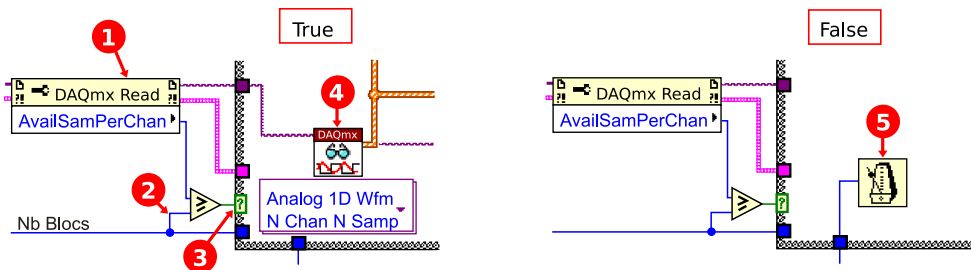 True
False
1
DAQmx Read
AvailSamPerChan
4
DAQmx
2
≥
?
Analog 1D Wfm
N Chan N Samp
Nb Blocs
3
DAQmx Read
AvailSamPerChan
5
≥
?